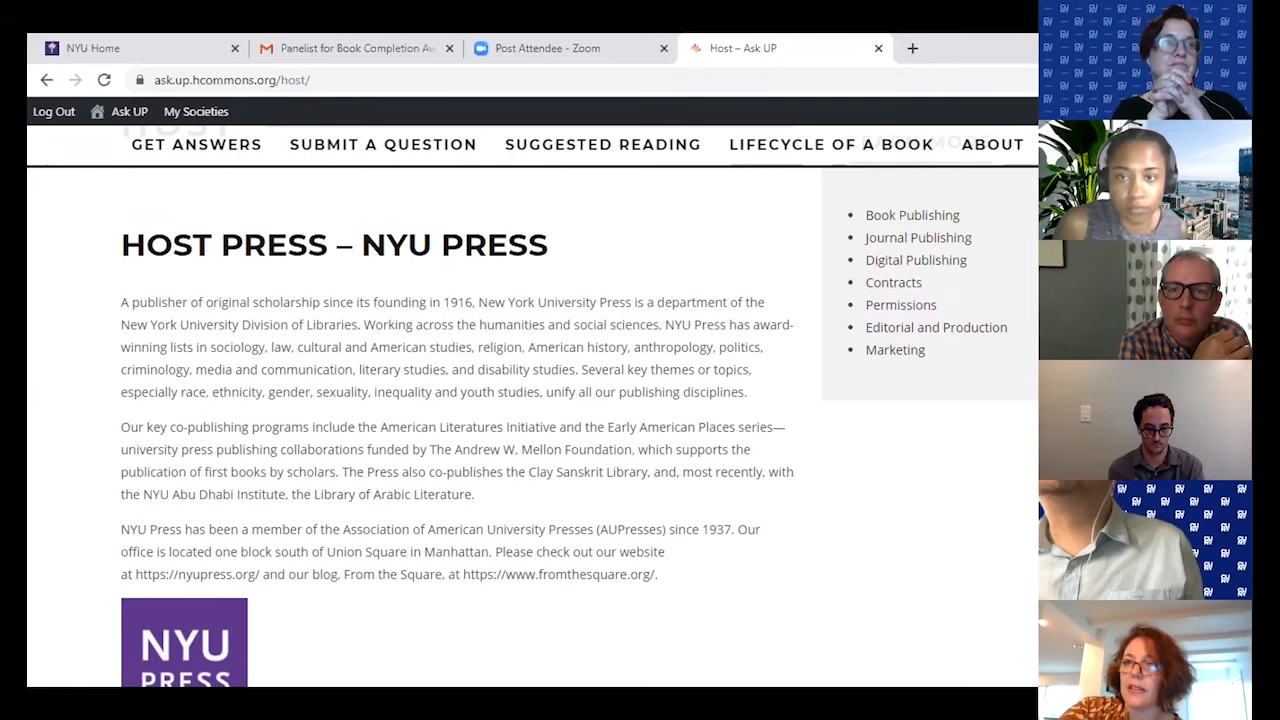 NYU Home
Panelist for Book Completion Aw
Post Attendee - Zoom
Host – Ask UP
ask.up.hcommons.org/host/
Log Out Ask UP My Societies
GET ANSWERS SUBMIT A QUESTION SUGGESTED READING LIFECYCLE OF A BOOK ABOUT
HOST PRESS – NYU PRESS
A publisher of original scholarship since its founding in 1916, New York University Press is a department of the
New York University Division of Libraries. Working across the humanities and social sciences, NYU Press has award-
winning lists in sociology, law, cultural and American studies, religion, American history, anthropology, politics,
criminology, media and communication, literary studies, and disability studies. Several key themes or topics,
especially race, ethnicity, gender, sexuality, inequality and youth studies, unify all our publishing disciplines.
Our key co-publishing programs include the American Literatures Initiative and the Early American Places series—
university press publishing collaborations funded by The Andrew W. Mellon Foundation, which supports the
publication of first books by scholars. The Press also co-publishes the Clay Sanskrit Library, and, most recently, with
the NYU Abu Dhabi Institute, the Library of Arabic Literature.
NYU Press has been a member of the Association of American University Presses (AUPresses) since 1937. Our
office is located one block south of Union Square in Manhattan. Please check out our website
at https://nyupress.org/ and our blog, From the Square, at https://www.fromthesquare.org/.
NYU
PRESS
Book Publishing
Journal Publishing
Digital Publishing
Contracts
Permissions
Editorial and Production
Marketing